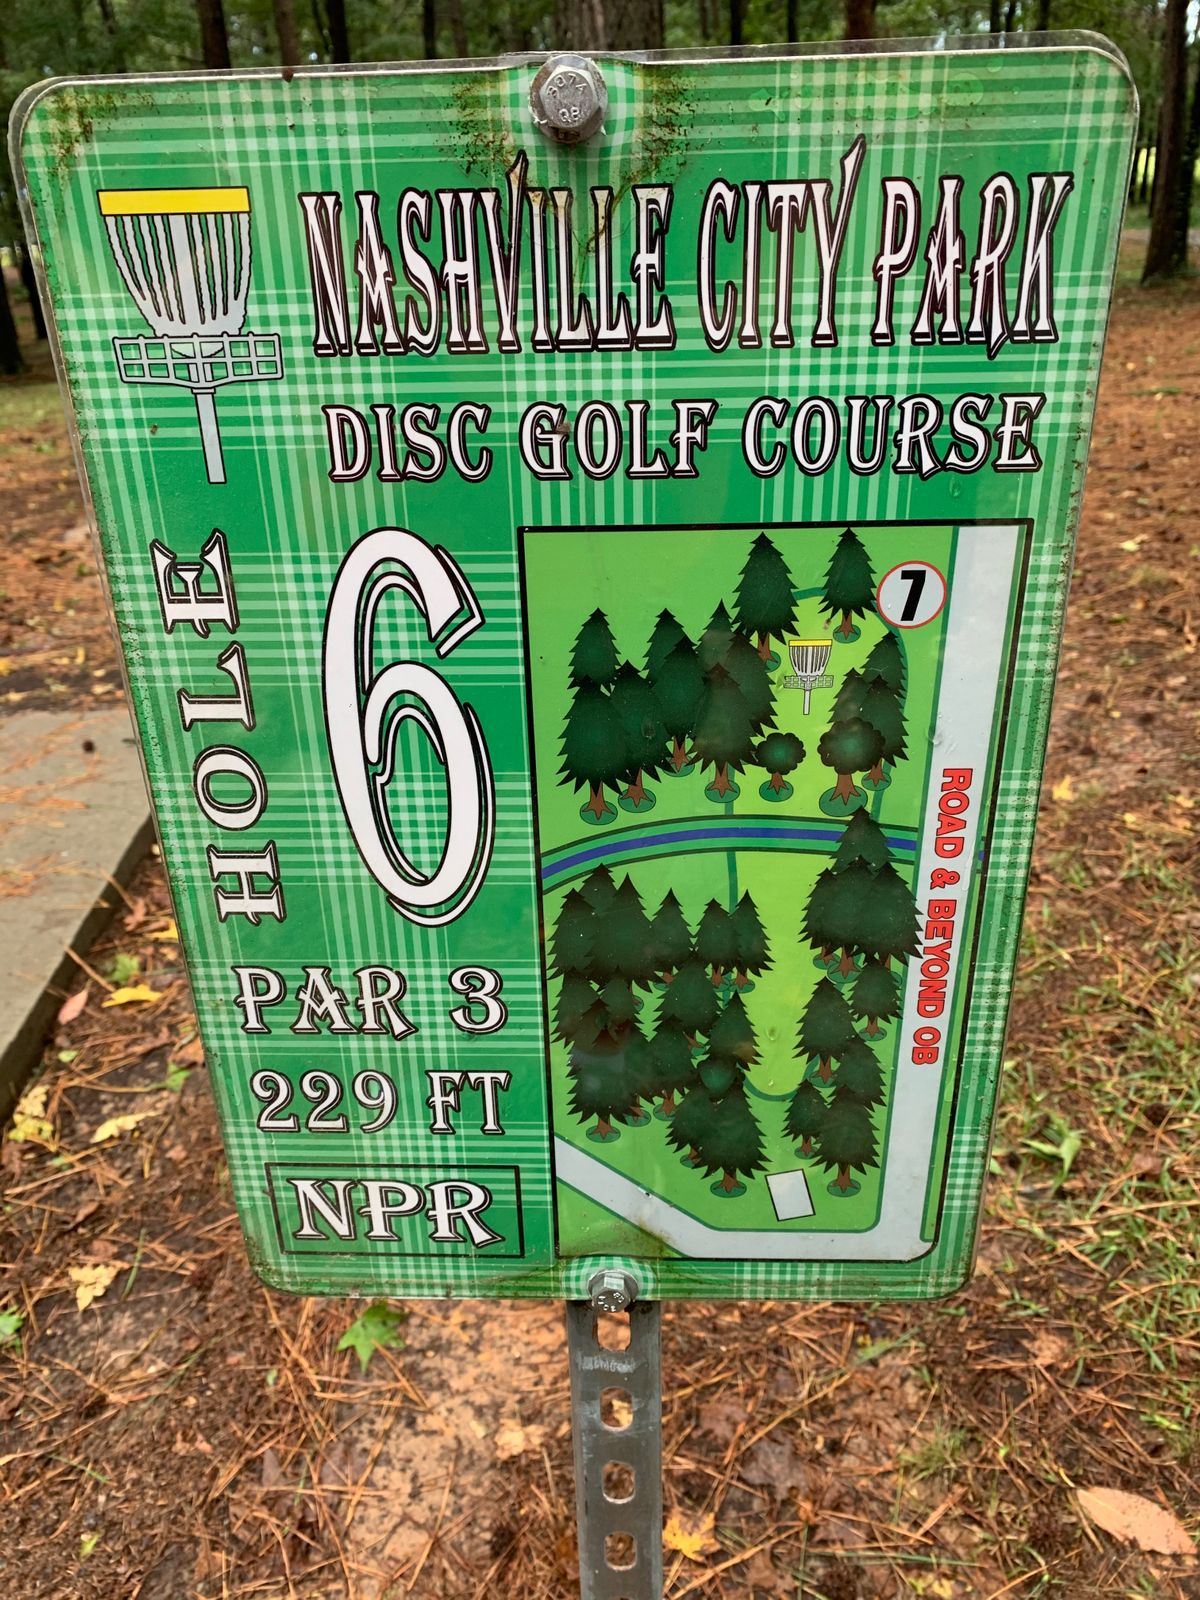 NASHVILLE CITY PARK
DISC GOLF COURSE
HOLE
6
PAR 3
229 FT
NPR
7
ROAD & BEYOND OB